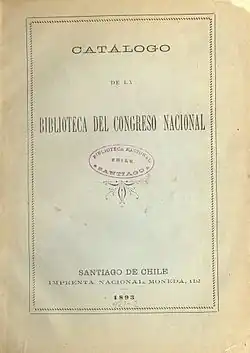 CATÁLOGO
DE LA
BIBLIOTECA DEL CONGRESO NACIONAL
BIBLIOTECA NACIONAL
CHILE
SANTIAGO
SANTIAGO DE CHILE
IMPRENTA NACIONAL, MONEDA, 112
1893